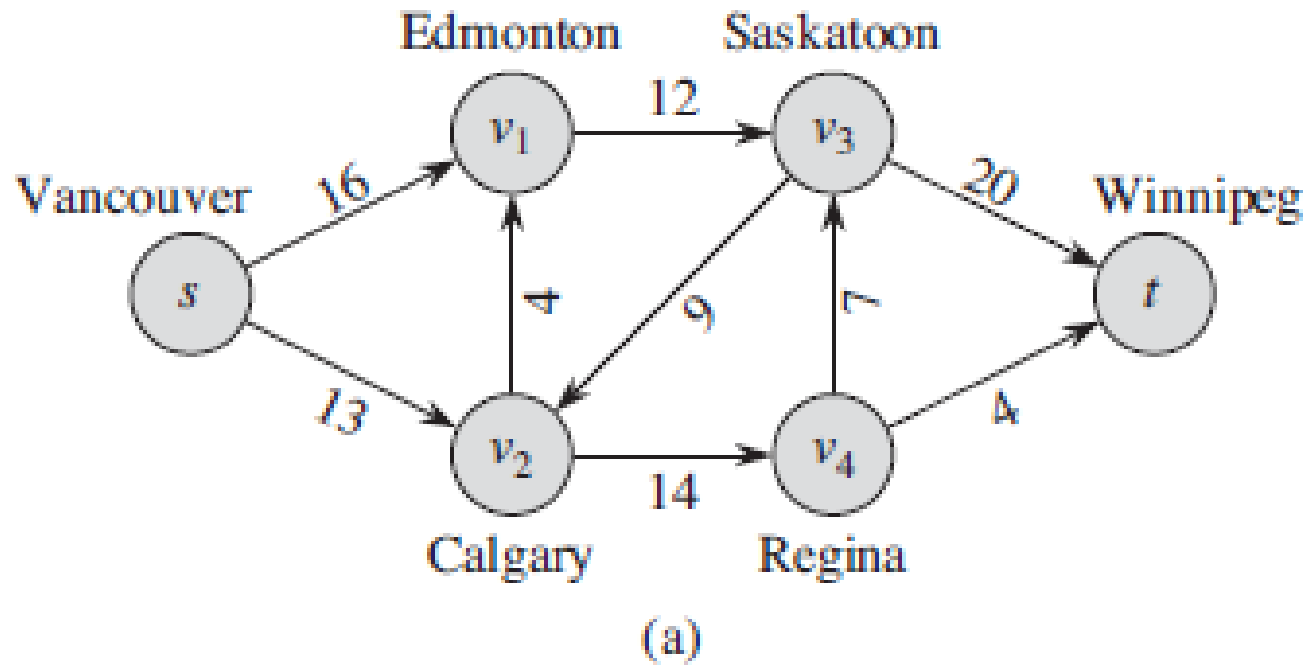 Edmonton Saskatoon
12
v1 v3
16 20
Vancouver Winnipeg
s 4 9 7 t
13 4
v2 v4
14
Calgary Regina
(a)